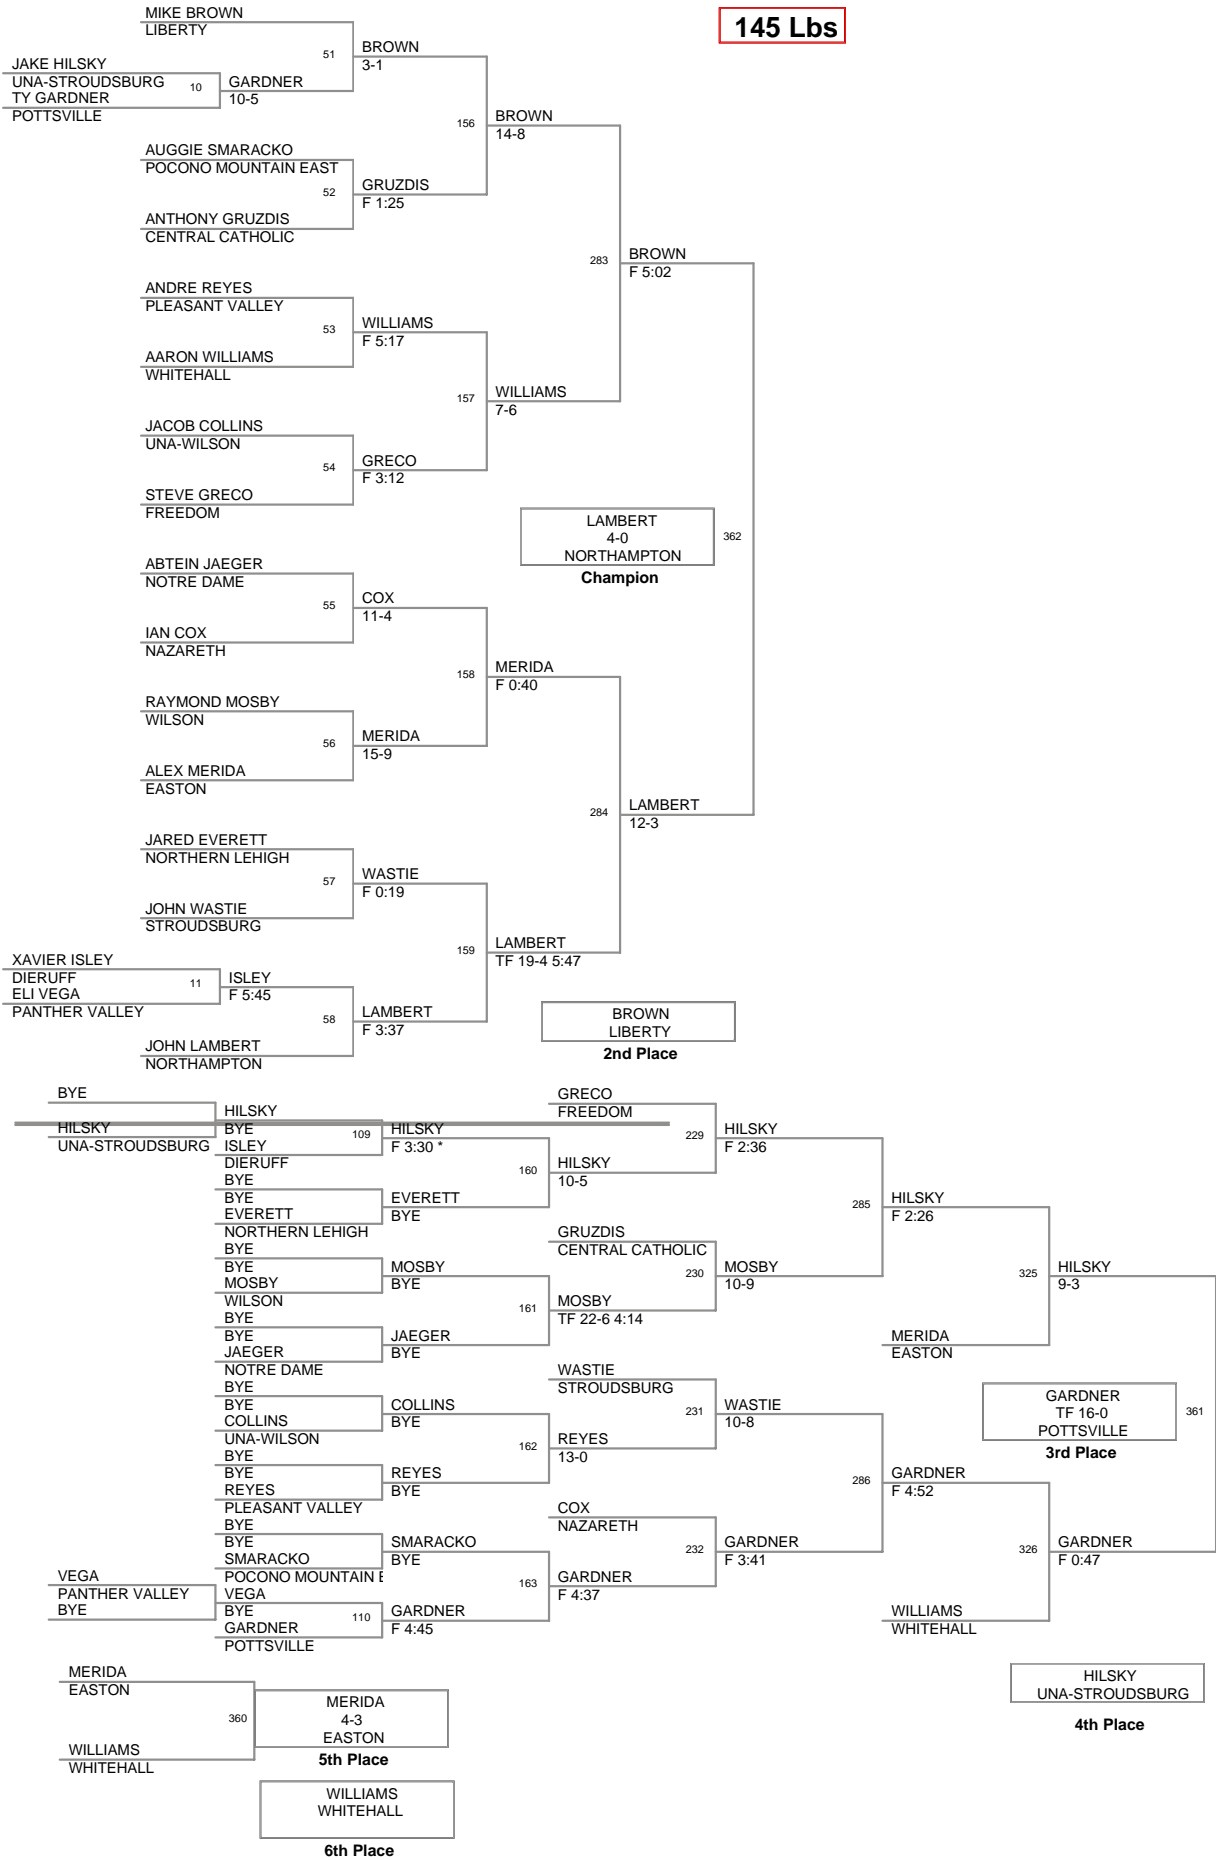 145 Lbs
MIKE BROWN
LIBERTY
51
BROWN
3-1
JAKE HILSKY
UNA-STROUDSBURG
10
GARDNER
10-5
TY GARDNER
POTTSVILLE
156
BROWN
14-8
AUGGIE SMARACKO
POCONO MOUNTAIN EAST
52
GRUZDIS
F 1:25
ANTHONY GRUZDIS
CENTRAL CATHOLIC
283
BROWN
F 5:02
ANDRE REYES
PLEASANT VALLEY
53
WILLIAMS
F 5:17
AARON WILLIAMS
WHITEHALL
157
WILLIAMS
7-6
JACOB COLLINS
UNA-WILSON
54
GRECO
F 3:12
STEVE GRECO
FREEDOM
LAMBERT
4-0
NORTHAMPTON
362
Champion
ABTEIN JAEGER
NOTRE DAME
55
COX
11-4
IAN COX
NAZARETH
158
MERIDA
F 0:40
RAYMOND MOSBY
WILSON
56
MERIDA
15-9
ALEX MERIDA
EASTON
284
LAMBERT
12-3
JARED EVERETT
NORTHERN LEHIGH
57
WASTIE
F 0:19
JOHN WASTIE
STROUDSBURG
159
LAMBERT
TF 19-4 5:47
XAVIER ISLEY
DIERUFF
11
ISLEY
F 5:45
ELI VEGA
PANTHER VALLEY
58
LAMBERT
F 3:37
JOHN LAMBERT
NORTHAMPTON
BROWN
LIBERTY
2nd Place
BYE
HILSKY
UNA-STROUDSBURG
HILSKY
BYE
109
ISLEY
DIERUFF
HILSKY
F 3:30 *
GRECO
FREEDOM
229
HILSKY
F 2:36
160
HILSKY
10-5
BYE
BYE
EVERETT
NORTHERN LEHIGH
EVERETT
BYE
285
HILSKY
F 2:26
BYE
BYE
MOSBY
WILSON
MOSBY
BYE
GRUZDIS
CENTRAL CATHOLIC
230
MOSBY
10-9
161
MOSBY
TF 22-6 4:14
BYE
BYE
JAEGER
NOTRE DAME
JAEGER
BYE
325
HILSKY
9-3
MERIDA
EASTON
BYE
BYE
COLLINS
UNA-WILSON
COLLINS
BYE
WASTIE
STROUDSBURG
231
WASTIE
10-8
162
REYES
13-0
BYE
BYE
REYES
PLEASANT VALLEY
REYES
BYE
GARDNER
TF 16-0
POTTSVILLE
361
3rd Place
286
GARDNER
F 4:52
BYE
BYE
SMARACKO
POCONO MOUNTAIN E
SMARACKO
BYE
COX
NAZARETH
232
GARDNER
F 3:41
163
GARDNER
F 4:37
326
GARDNER
F 0:47
VEGA
PANTHER VALLEY
BYE
VEGA
BYE
110
GARDNER
POTTSVILLE
GARDNER
F 4:45
WILLIAMS
WHITEHALL
MERIDA
EASTON
360
WILLIAMS
WHITEHALL
MERIDA
4-3
EASTON
5th Place
HILSKY
UNA-STROUDSBURG
4th Place
WILLIAMS
WHITEHALL
6th Place